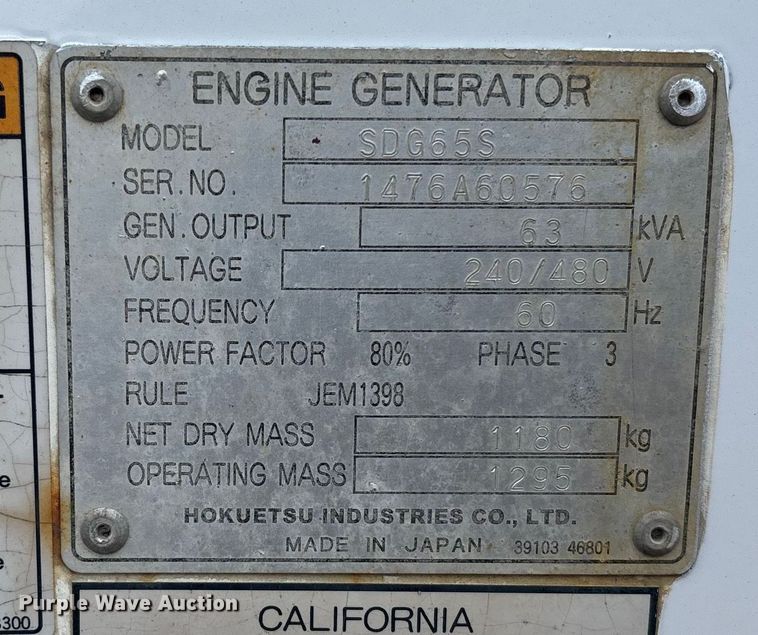 ENGINE GENERATOR
MODEL SDG65S
SER.NO. 1476A60576
GEN.OUTPUT 63 kVA
VOLTAGE 240/480 V
FREQUENCY 60 Hz
POWER FACTOR 80% PHASE 3
RULE JEM1398
NET DRY MASS 1180 kg
OPERATING MASS 1295 kg
HOKUETSU INDUSTRIES CO., LTD.
MADE IN JAPAN 39103 46801
CALIFORNIA
Purple Wave Auction
G
e
e
300